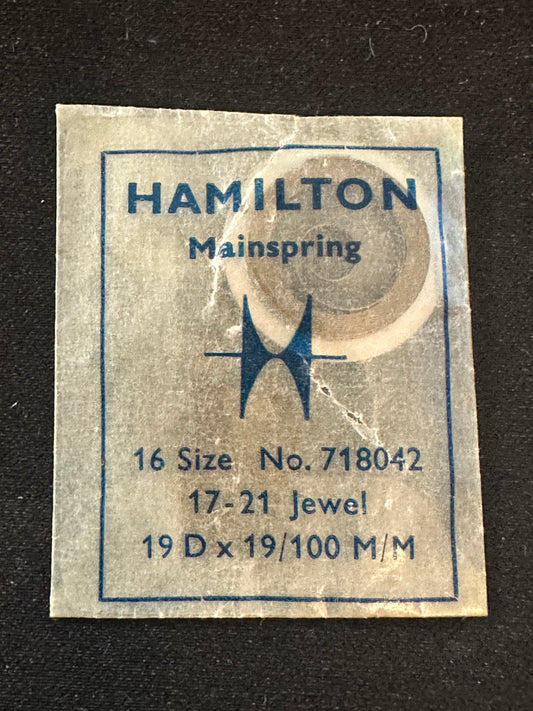 HAMILTON
Mainspring
16 Size No. 718042
17-21 Jewel
19 D x 19/100 M/M